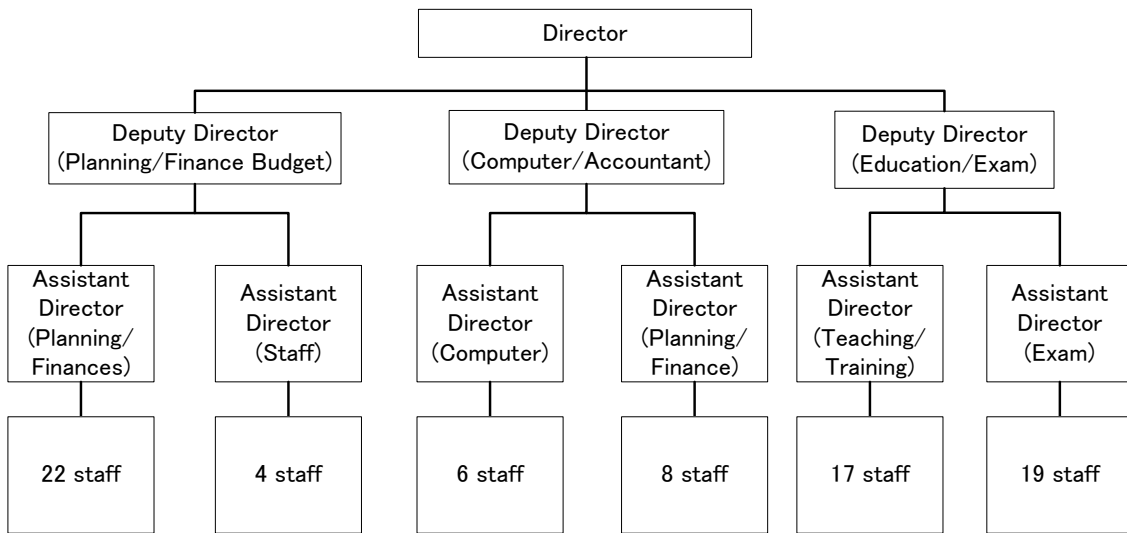 Director
Deputy Director
(Planning/Finance Budget)
Deputy Director
(Computer/Accountant)
Deputy Director
(Education/Exam)
Assistant
Director
(Planning/
Finances)
Assistant
Director
(Staff)
Assistant
Director
(Computer)
Assistant
Director
(Planning/
Finance)
Assistant
Director
(Teaching/
Training)
Assistant
Director
(Exam)
22 staff
4 staff
6 staff
8 staff
17 staff
19 staff